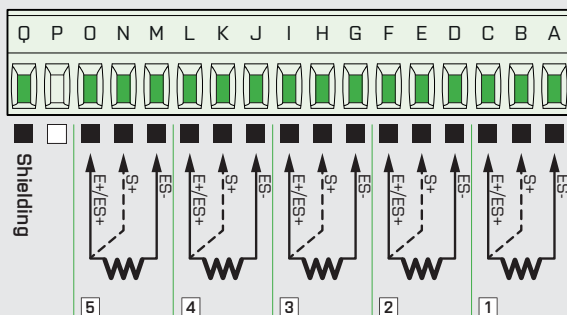 Q P O N M L K J I H G F E D C B A
Shielding
E+/ES+ S+ ES- E+/ES+ S+ ES- E+/ES+ S+ ES- E+/ES+ S+ ES- E+/ES+ S+ ES-
5 4 3 2 1